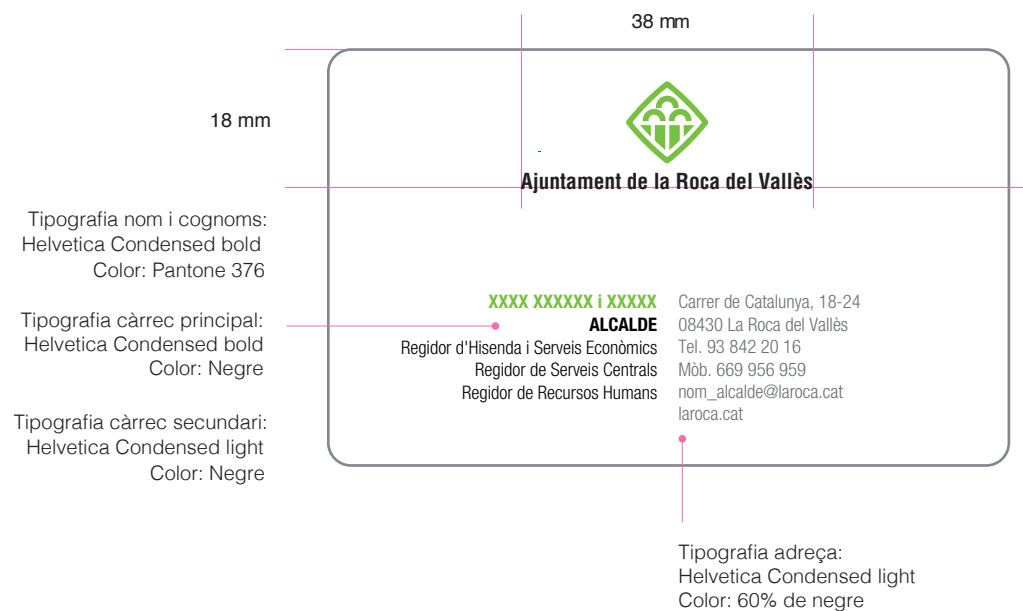 38 mm
18 mm
Ajuntament de la Roca del Vallès
Tipografia nom i cognoms:
Helvetica Condensed bold
Color: Pantone 376
Tipografia càrrec principal:
Helvetica Condensed bold
Color: Negre
Tipografia càrrec secundari:
Helvetica Condensed light
Color: Negre
XXXX XXXXXX i XXXXX
ALCALDE
Regidor d'Hisenda i Serveis Econòmics
Regidor de Serveis Centrals
Regidor de Recursos Humans
Carrer de Catalunya, 18-24
08430 La Roca del Vallès
Tel. 93 842 20 16
Mòb. 669 956 959
nom_alcalde@laroca.cat
laroca.cat
Tipografia adreça:
Helvetica Condensed light
Color: 60% de negre